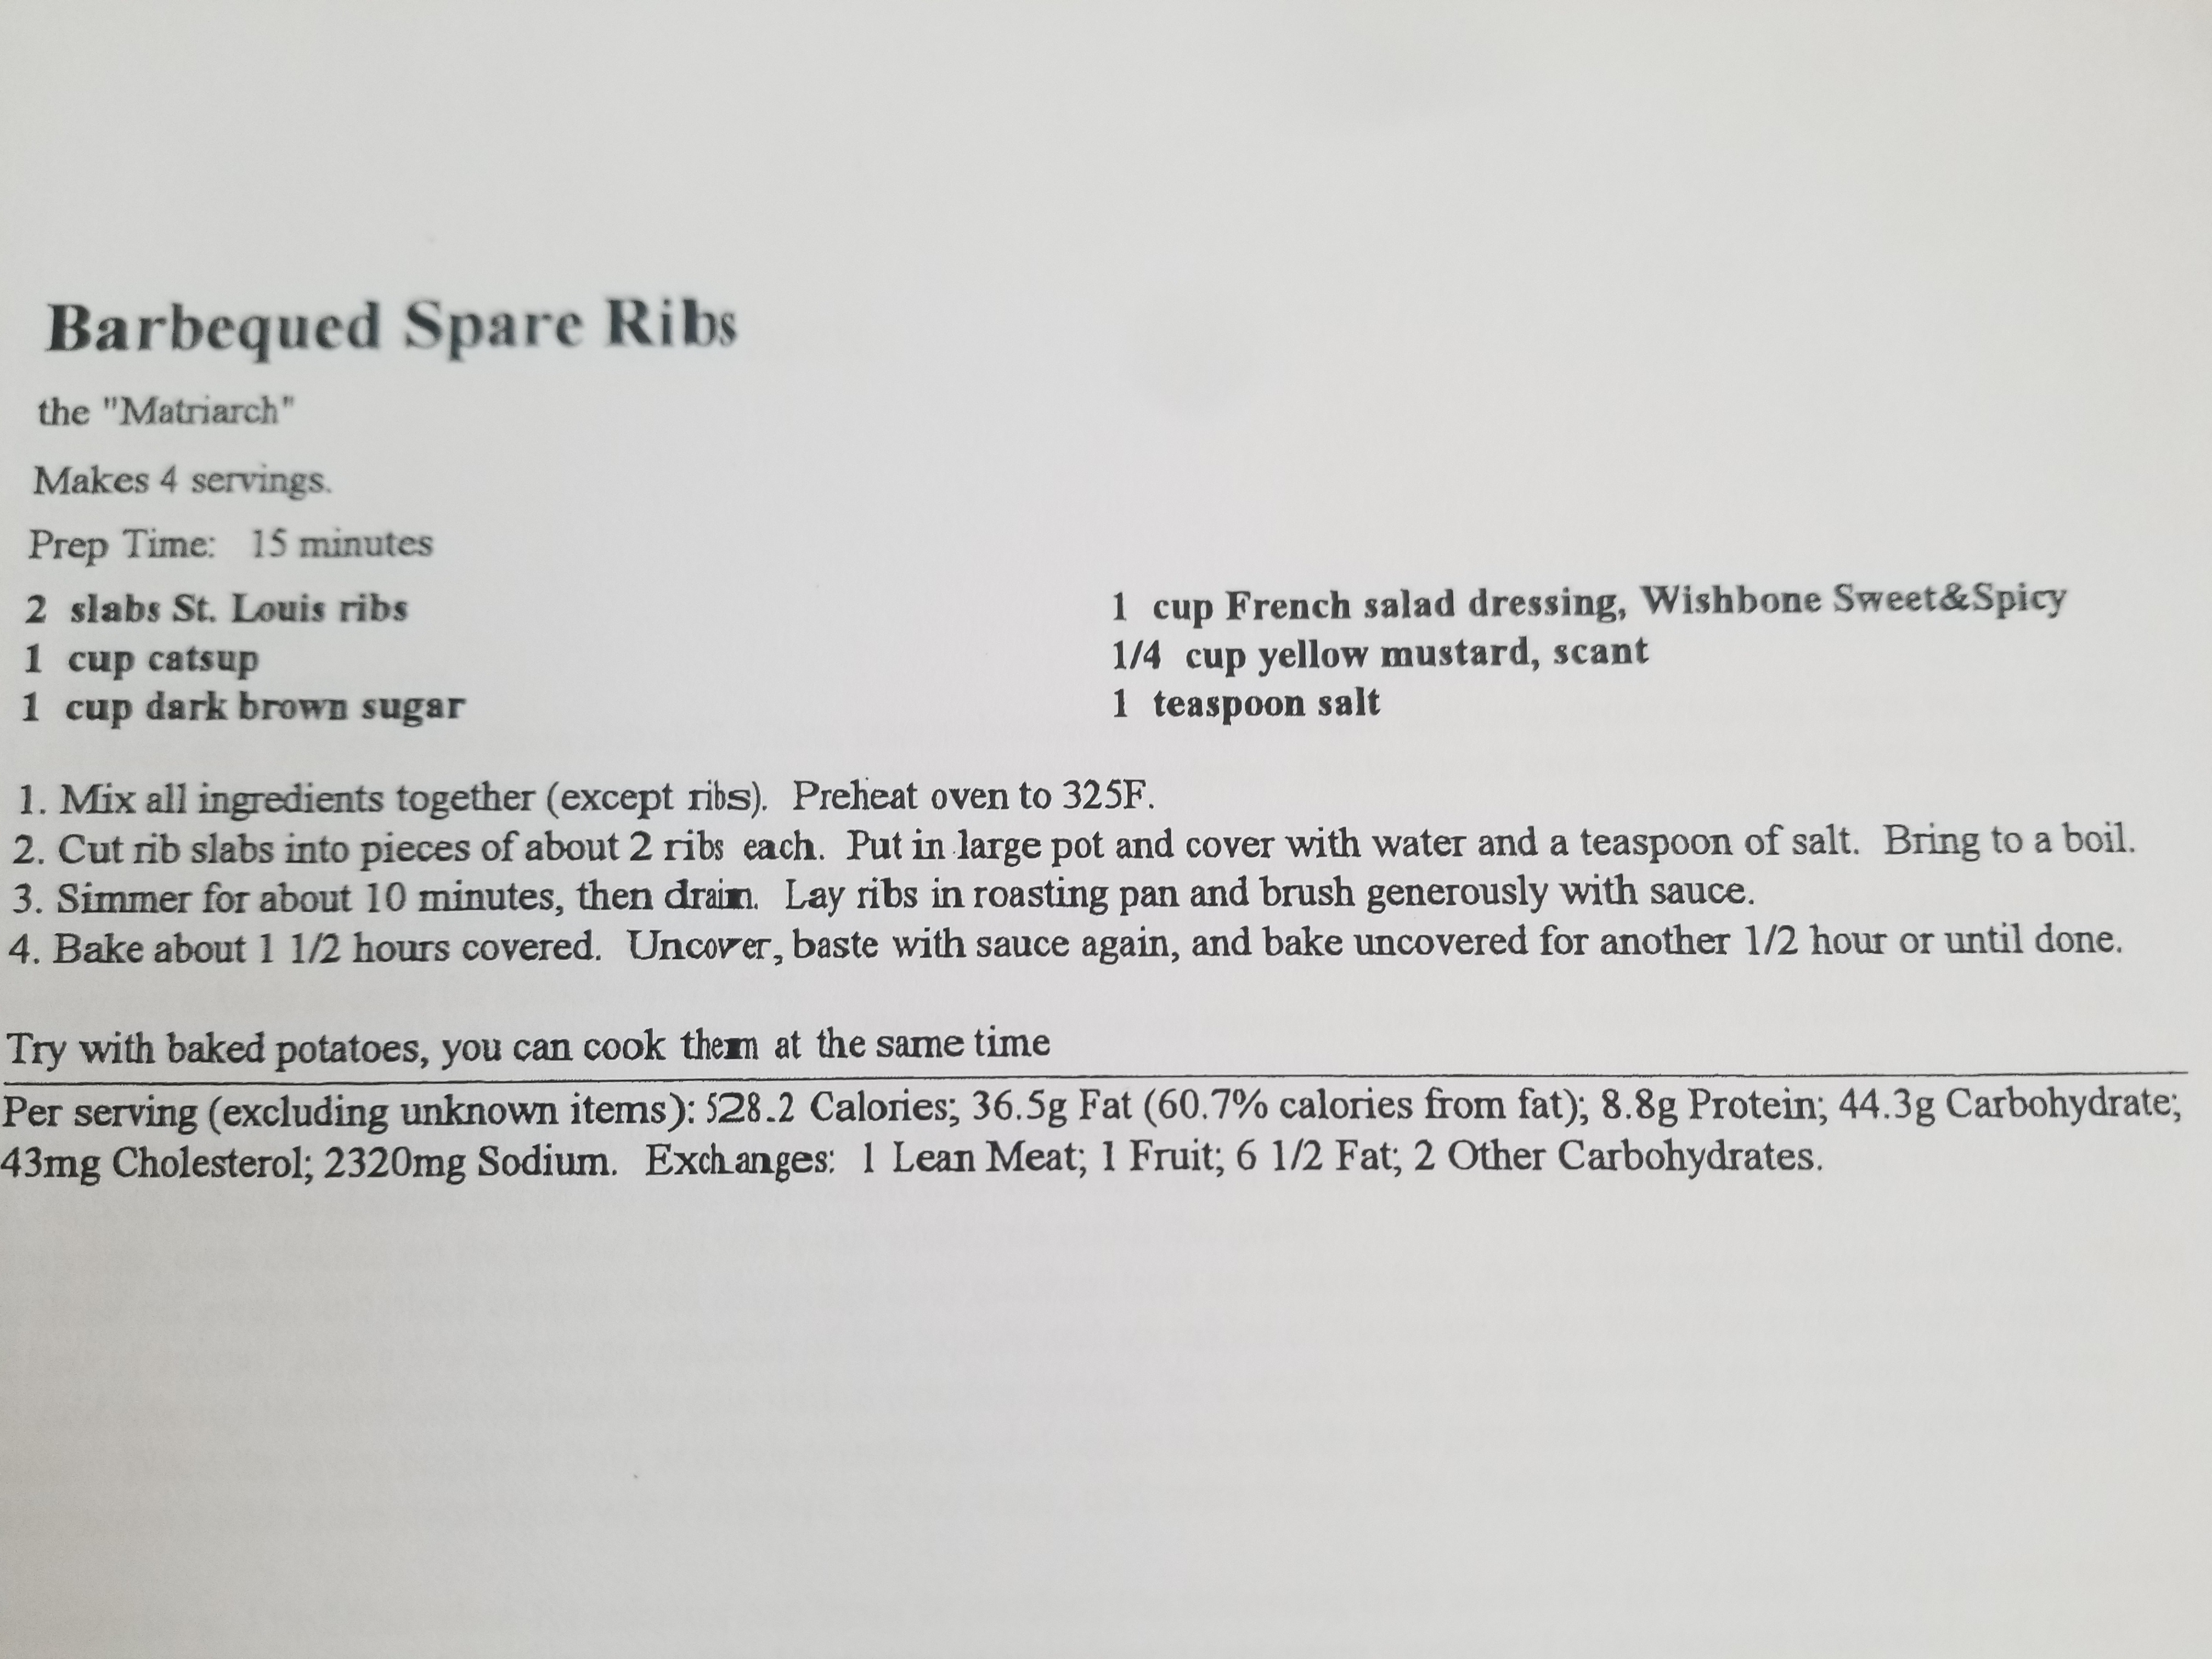 Barbequed Spare Ribs
the "Matriarch"
Makes 4 servings.
Prep Time: 15 minutes
2 slabs St. Louis ribs
1 cup catsup
1 cup dark brown sugar
1 cup French salad dressing, Wishbone Sweet&Spicy
1/4 cup yellow mustard, scant
1 teaspoon salt
1. Mix all ingredients together (except ribs). Preheat oven to 325F.
2. Cut rib slabs into pieces of about 2 ribs each. Put in large pot and cover with water and a teaspoon of salt. Bring to a boil.
3. Simmer for about 10 minutes, then drain. Lay ribs in roasting pan and brush generously with sauce.
4. Bake about 1 1/2 hours covered. Uncover, baste with sauce again, and bake uncovered for another 1/2 hour or until done.
Try with baked potatoes, you can cook them at the same time
Per serving (excluding unknown items): 528.2 Calories; 36.5g Fat (60.7% calories from fat); 8.8g Protein; 44.3g Carbohydrate;
43mg Cholesterol; 2320mg Sodium. Exchanges: 1 Lean Meat; 1 Fruit; 6 1/2 Fat; 2 Other Carbohydrates.